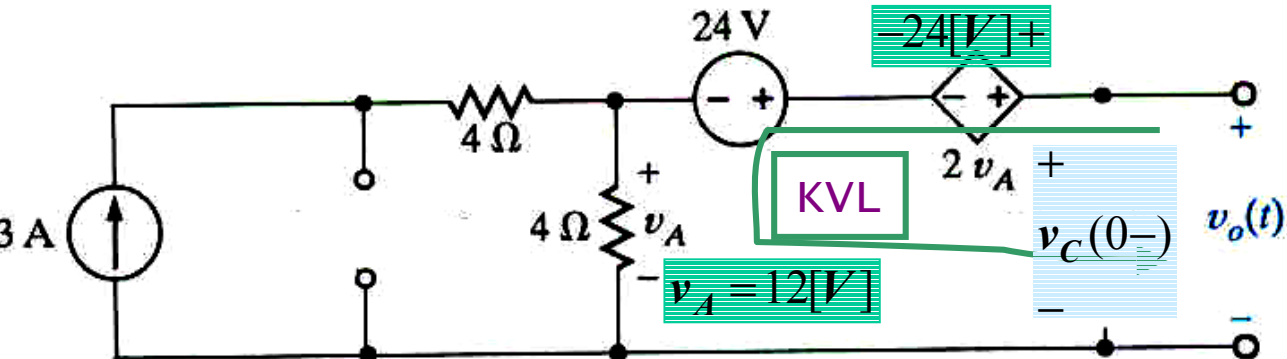 24 V
−24[V]+
− +
− +
4 Ω
2 v_A
+
+
3 A
4 Ω
+
v_A
−
KVL
v_C(0−)
v_o(t)
v_A = 12[V]
−
−